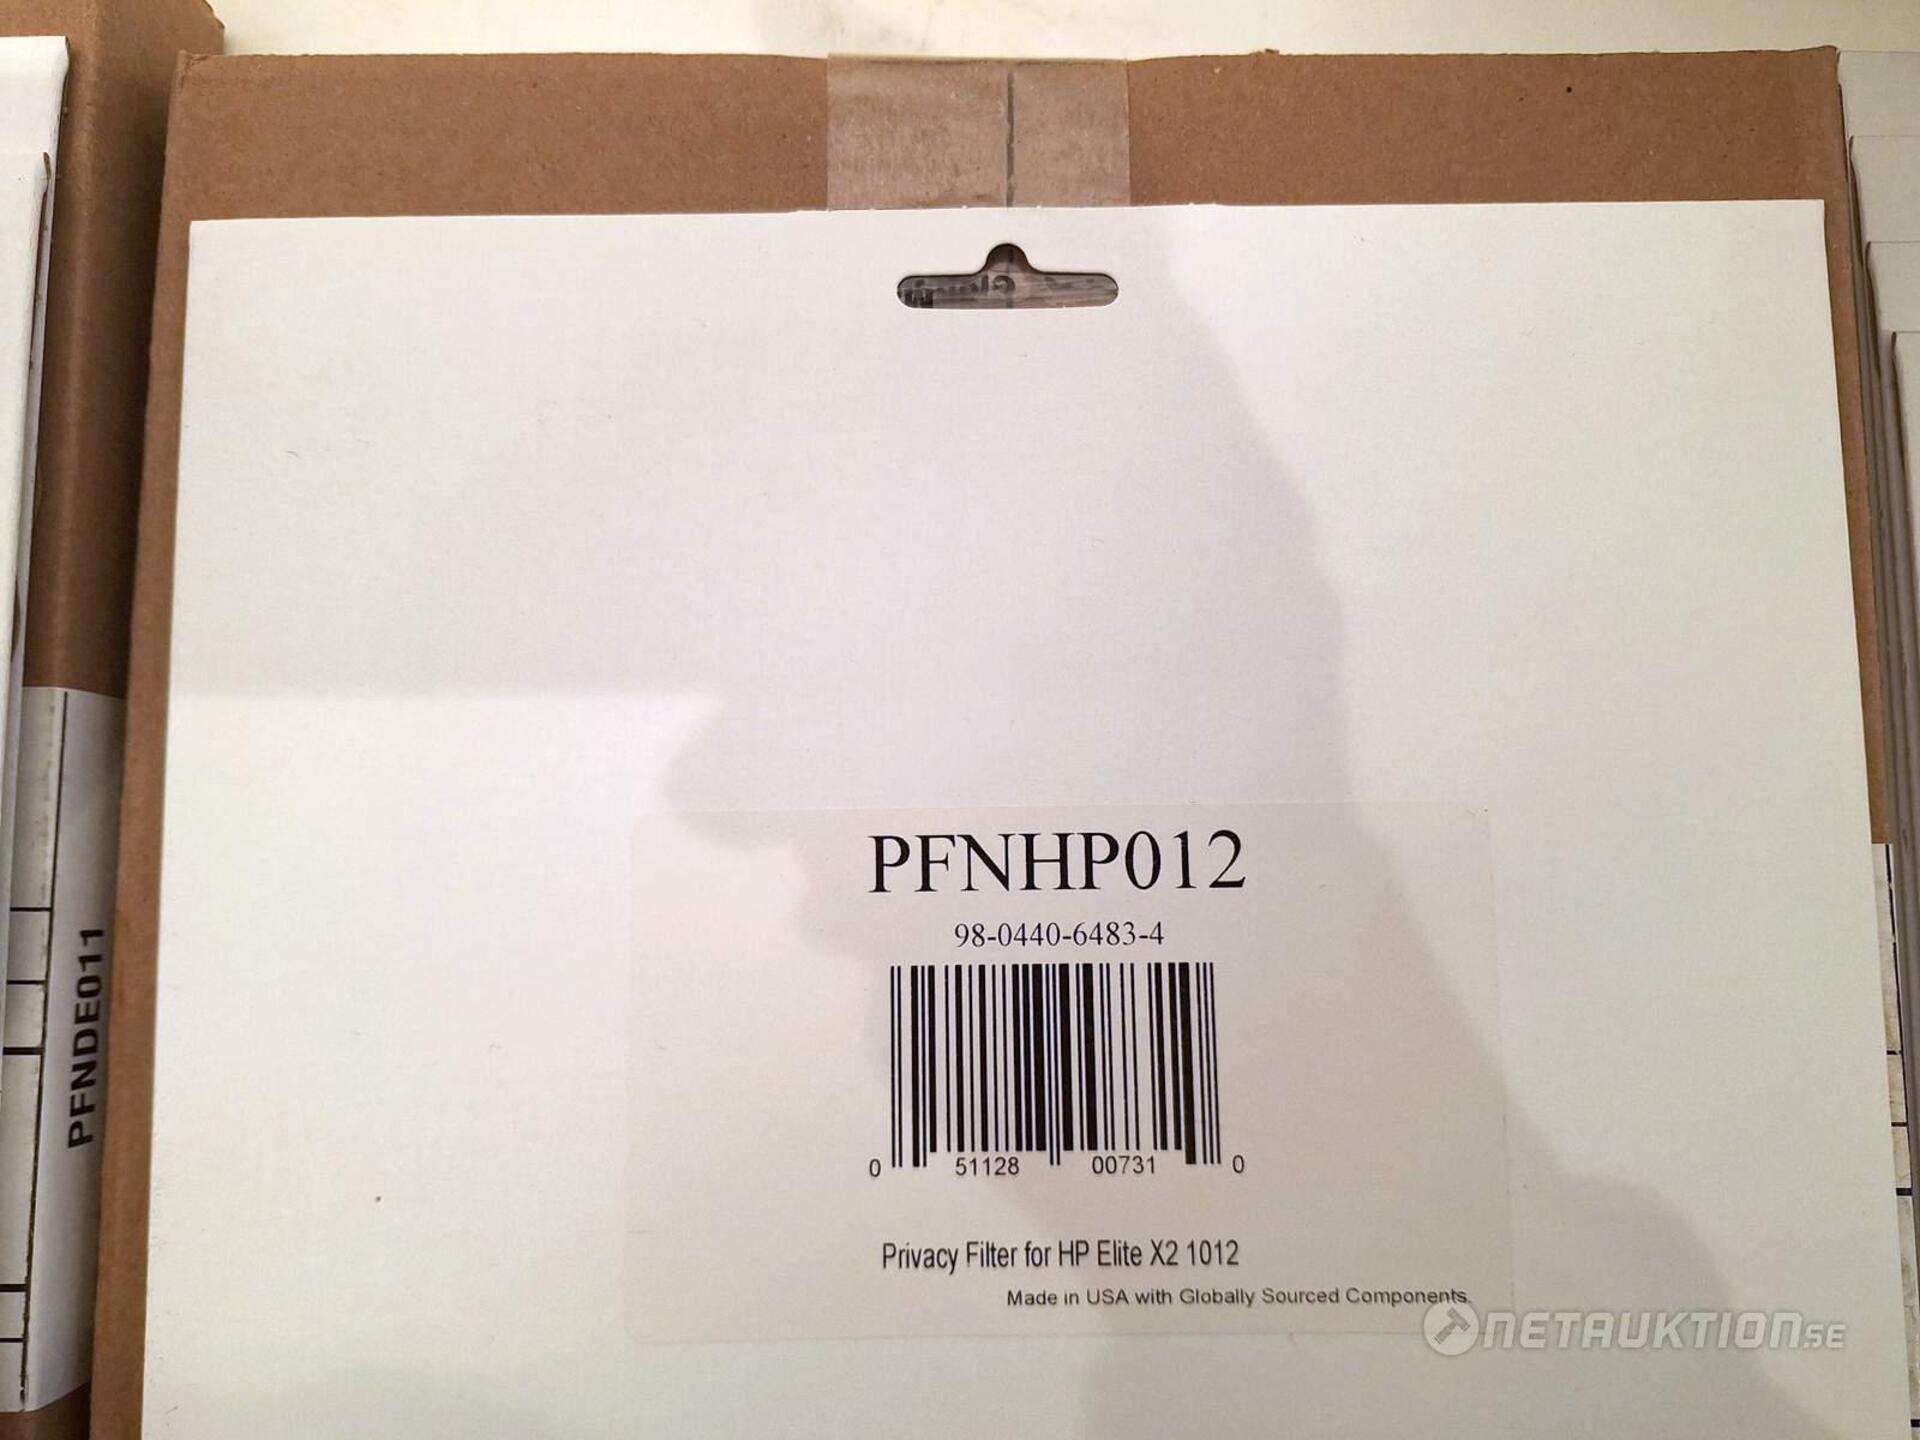 PFNHP012
98-0440-6483-4
0 51128 00731 0
Privacy Filter for HP Elite X2 1012
Made in USA with Globally Sourced Components.
PFNDE011
NETAUKTION.SE